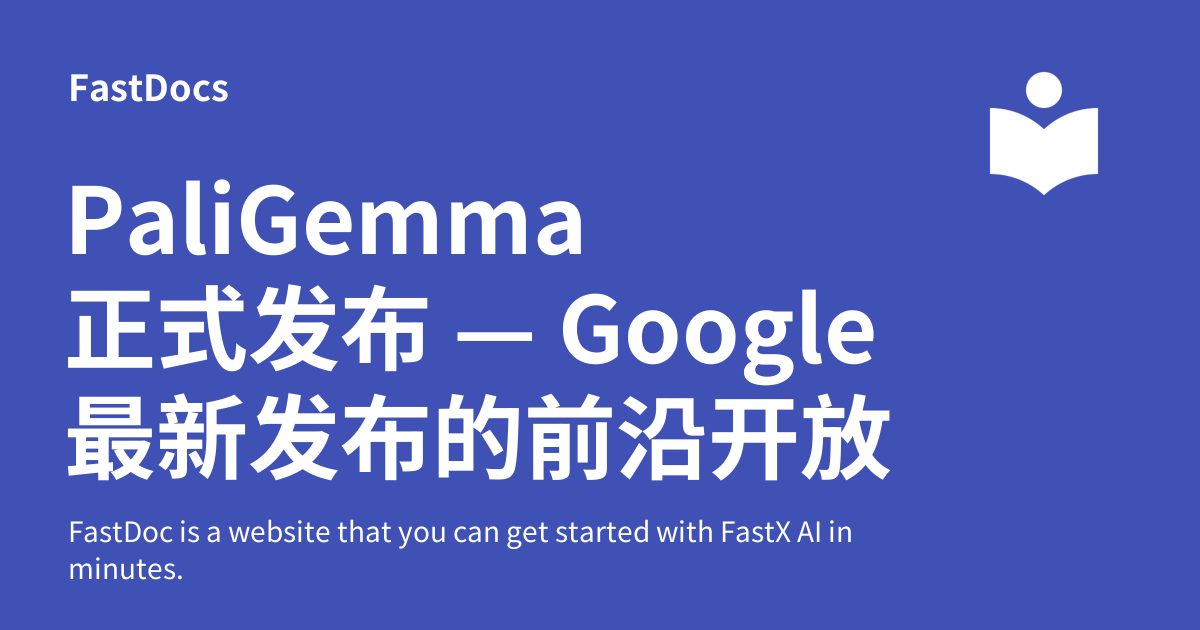 FastDocs
PaliGemma
正式发布 — Google
最新发布的前沿开放
FastDoc is a website that you can get started with FastX AI in
minutes.